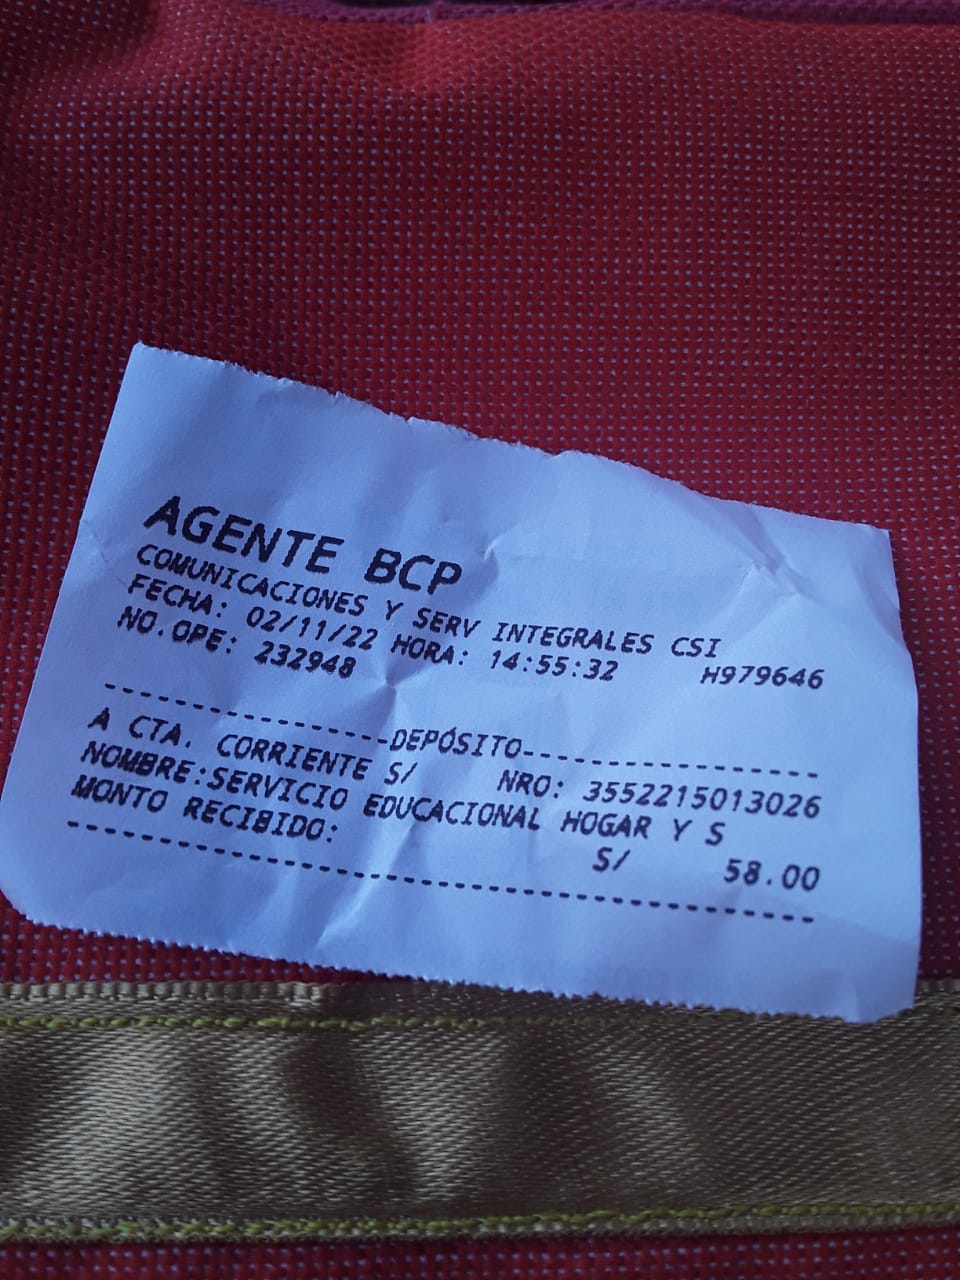 AGENTE BCP
COMUNICACIONES Y SERV INTEGRALES CSI
FECHA: 02/11/22 HORA: 14:55:32 H979646
NO.OPE: 232948
---------------DEPÓSITO----------------
A CTA. CORRIENTE S/ NRO: 3552215013026
NOMBRE:SERVICIO EDUCACIONAL HOGAR Y S
MONTO RECIBIDO: S/ 58.00
---------------------------------------